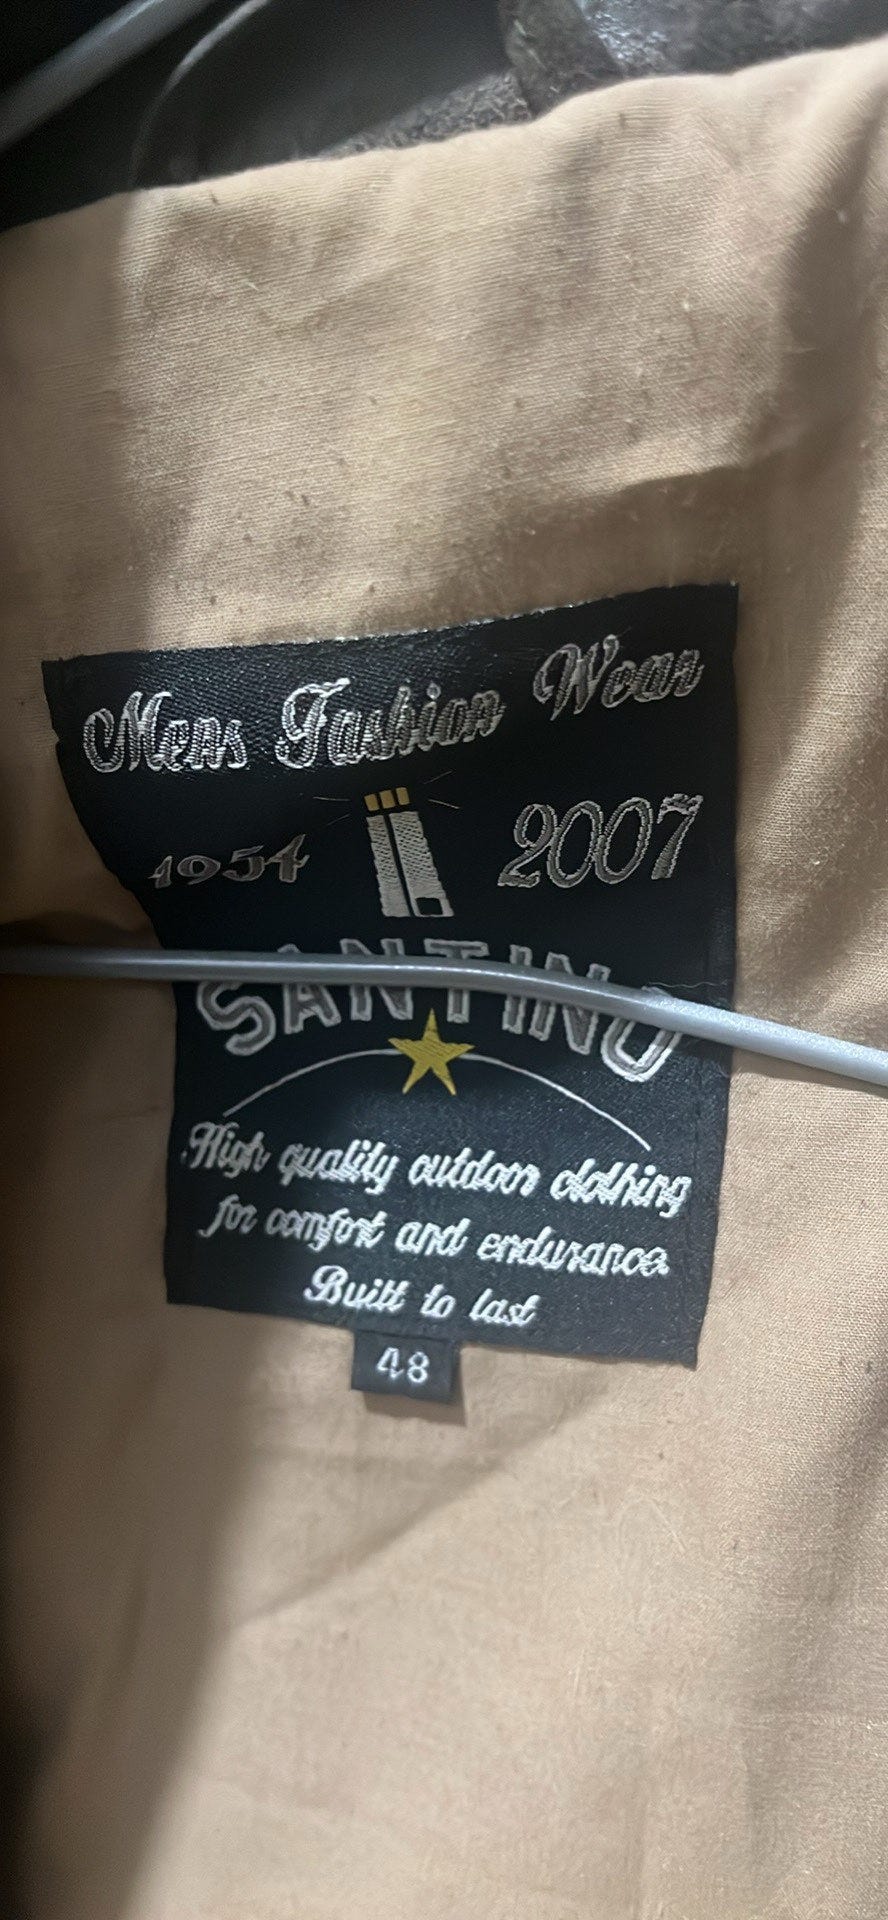 Mens Fashion Wear
1954 2007
SANTINO
High quality outdoor clothing
for comfort and endurance
Built to last
48